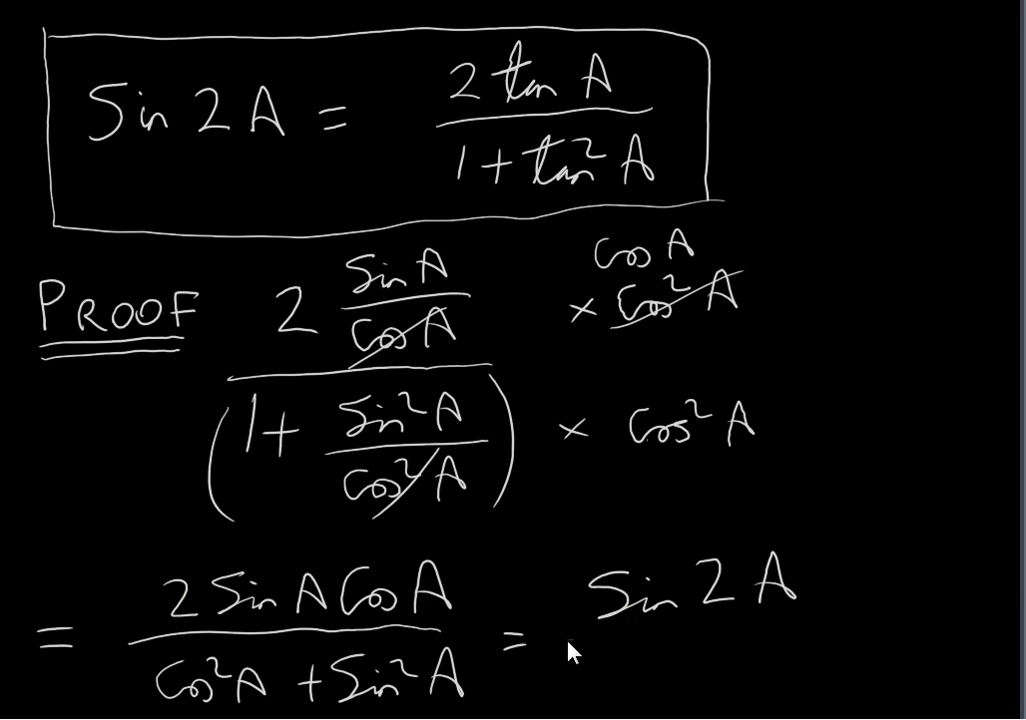 Sin 2A = 2 tan A / 1 + tan² A
PROOF
2 Sin A / Cos A × Cos² A Cos A
(1 + Sin² A / Cos² A) × Cos² A
= 2 Sin A Cos A / Cos² A + Sin² A = Sin 2 A